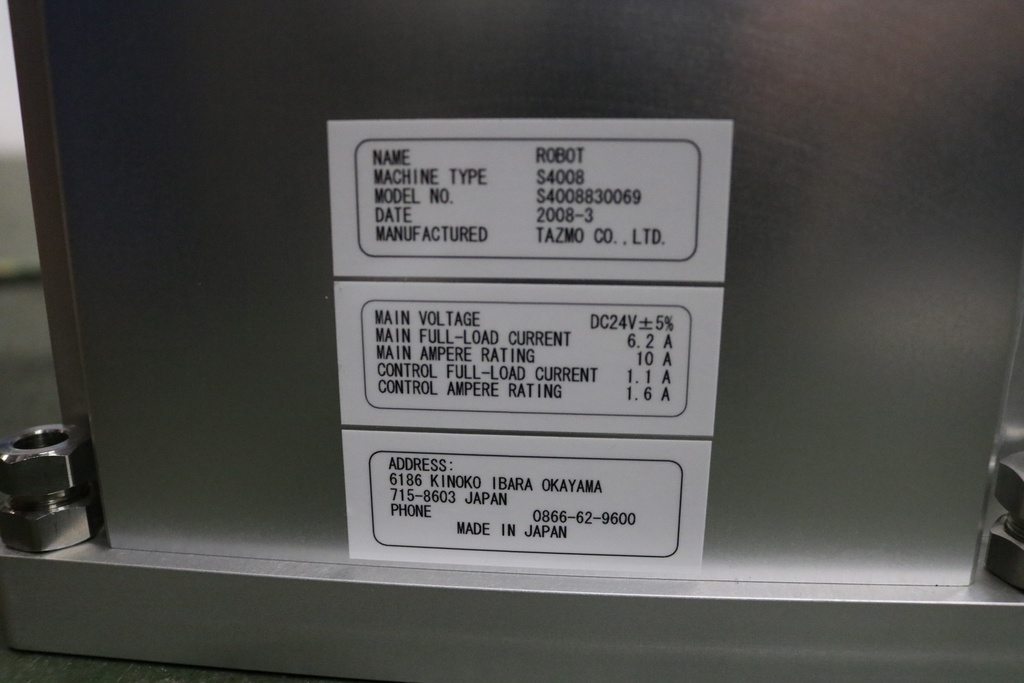 NAME ROBOT
MACHINE TYPE S4008
MODEL NO. S4008830069
DATE 2008-3
MANUFACTURED TAZMO CO.,LTD.
MAIN VOLTAGE DC24V±5%
MAIN FULL-LOAD CURRENT 6.2 A
MAIN AMPERE RATING 10 A
CONTROL FULL-LOAD CURRENT 1.1 A
CONTROL AMPERE RATING 1.6 A
ADDRESS:
6186 KINOKO IBARA OKAYAMA
715-8603 JAPAN
PHONE 0866-62-9600
MADE IN JAPAN